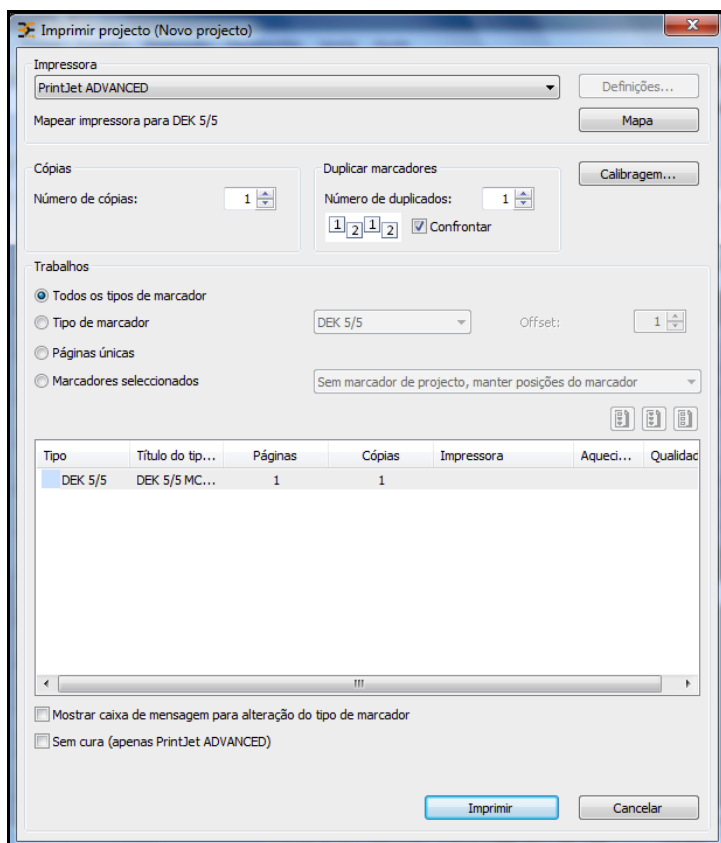 Imprimir projecto (Novo projecto)
Impressora
PrintJet ADVANCED
Definições...
Mapear impressora para DEK 5/5
Mapa
Cópias
Duplicar marcadores
Calibragem...
Número de cópias: 1
Número de duplicados: 1
1 2 1 2 Confrontar
Trabalhos
Todos os tipos de marcador
Tipo de marcador DEK 5/5 Offset: 1
Páginas únicas
Marcadores seleccionados Sem marcador de projecto, manter posições do marcador
Tipo Título do tip... Páginas Cópias Impressora Aqueci... Qualidad
DEK 5/5 DEK 5/5 MC... 1 1
Mostrar caixa de mensagem para alteração do tipo de marcador
Sem cura (apenas PrintJet ADVANCED)
Imprimir Cancelar